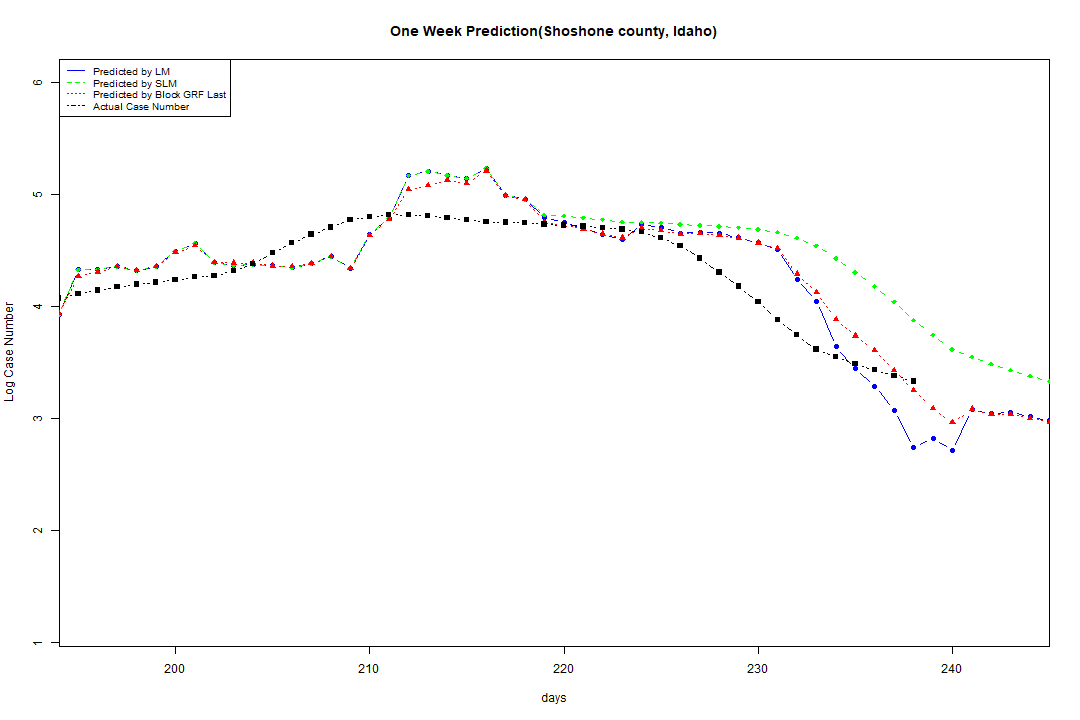 One Week Prediction(Shoshone county, Idaho)
Predicted by LM
Predicted by SLM
Predicted by Block GRF Last
Actual Case Number
6
5
4
3
2
1
Log Case Number
200 210 220 230 240
days